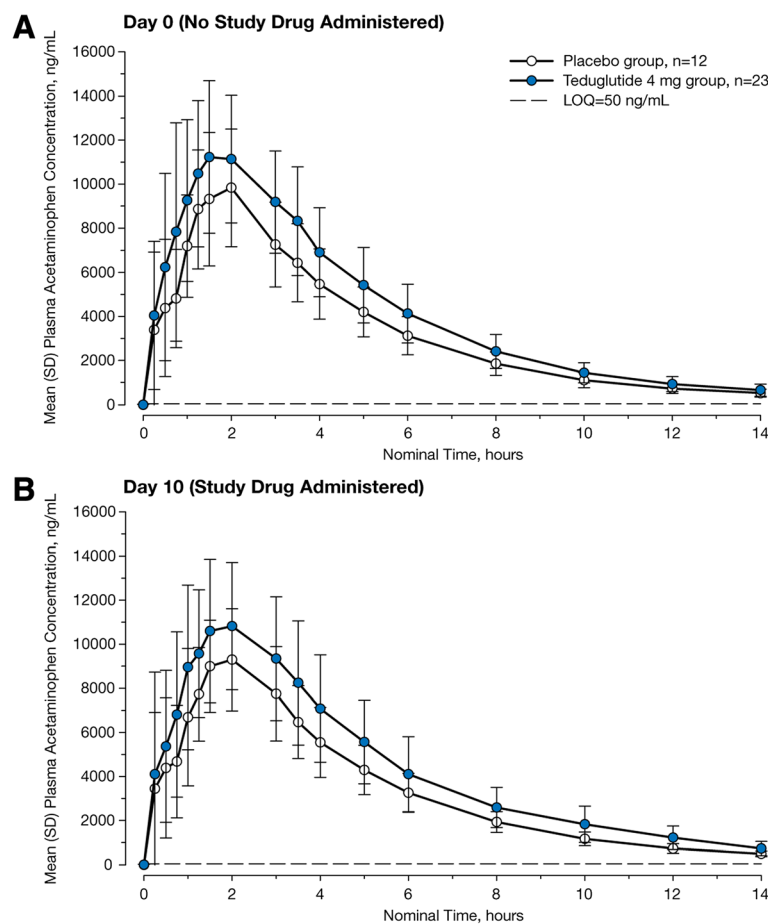 A
Day 0 (No Study Drug Administered)
Mean (SD) Plasma Acetaminophen Concentration, ng/mL
16000
14000
12000
10000
8000
6000
4000
2000
0
Placebo group, n=12
Teduglutide 4 mg group, n=23
LOQ=50 ng/mL
0 2 4 6 8 10 12 14
Nominal Time, hours
B
Day 10 (Study Drug Administered)
Mean (SD) Plasma Acetaminophen Concentration, ng/mL
16000
14000
12000
10000
8000
6000
4000
2000
0
0 2 4 6 8 10 12 14
Nominal Time, hours